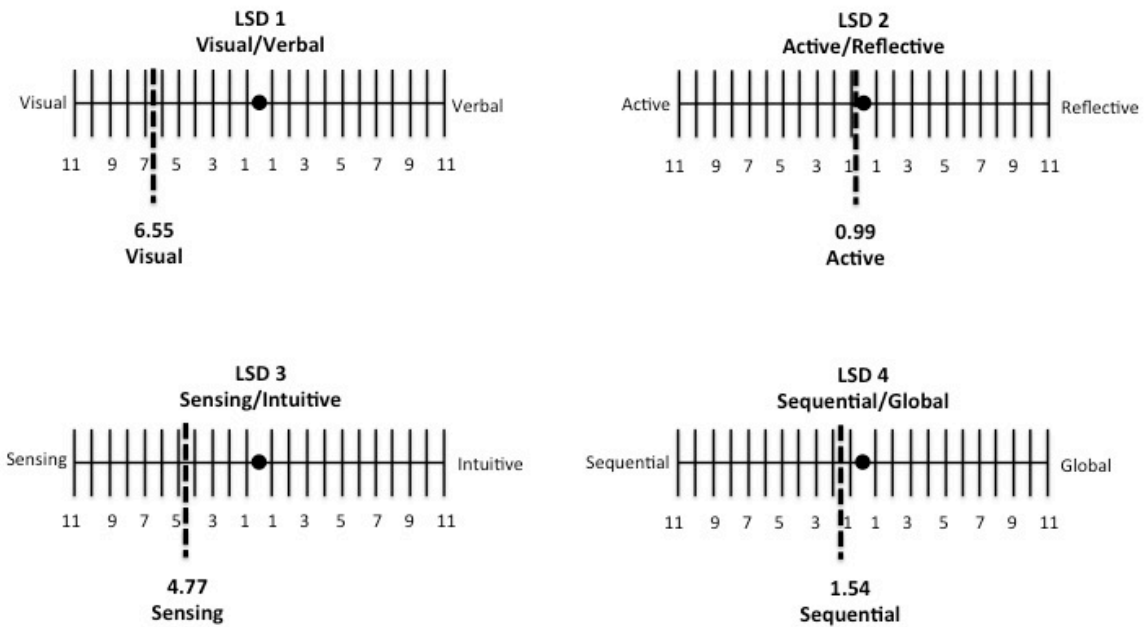 LSD 1
Visual/Verbal
Visual
Verbal
11 9 7 5 3 1 1 3 5 7 9 11
6.55
Visual
LSD 2
Active/Reflective
Active
Reflective
11 9 7 5 3 1 1 3 5 7 9 11
0.99
Active
LSD 3
Sensing/Intuitive
Sensing
Intuitive
11 9 7 5 3 1 1 3 5 7 9 11
4.77
Sensing
LSD 4
Sequential/Global
Sequential
Global
11 9 7 5 3 1 1 3 5 7 9 11
1.54
Sequential